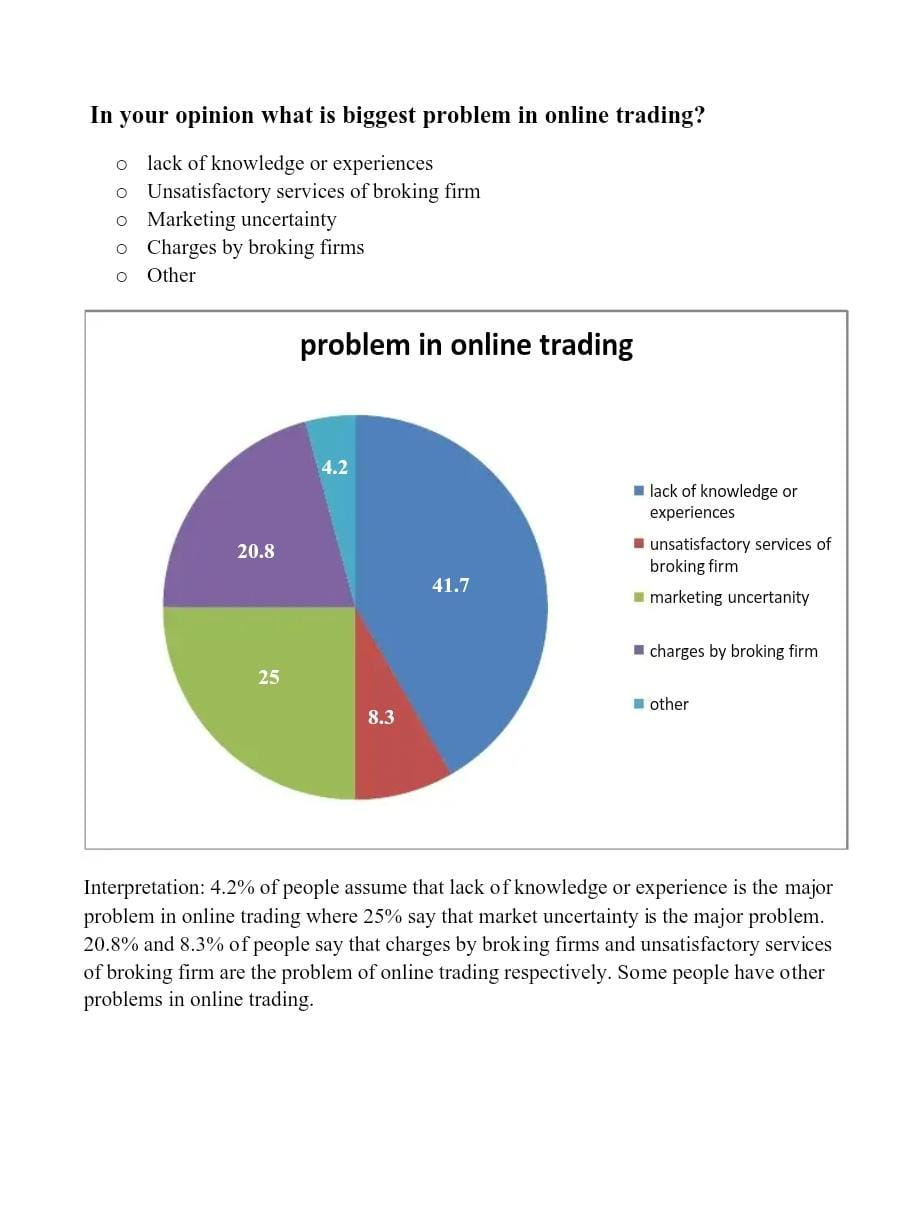 In your opinion what is biggest problem in online trading?
o lack of knowledge or experiences
o Unsatisfactory services of broking firm
o Marketing uncertainty
o Charges by broking firms
o Other
problem in online trading
4.2
20.8
41.7
25
8.3
lack of knowledge or
experiences
unsatisfactory services of
broking firm
marketing uncertanity
charges by broking firm
other
Interpretation: 4.2% of people assume that lack of knowledge or experience is the major
problem in online trading where 25% say that market uncertainty is the major problem.
20.8% and 8.3% of people say that charges by broking firms and unsatisfactory services
of broking firm are the problem of online trading respectively. Some people have other
problems in online trading.